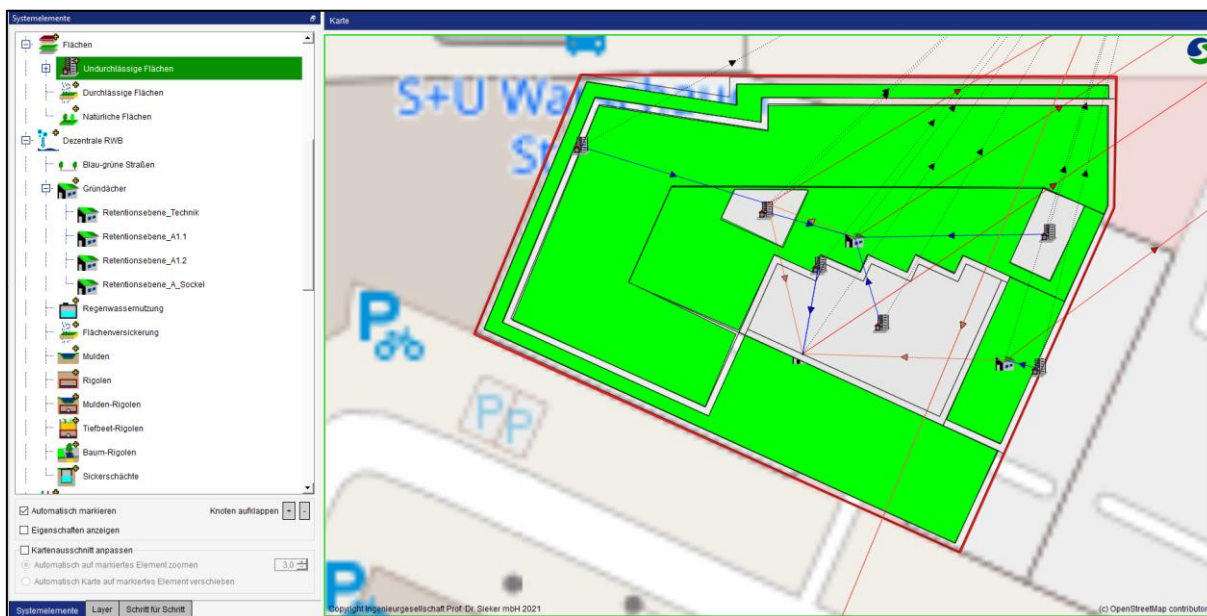 Systemelemente
Flächen
Undurchlässige Flächen
Durchlässige Flächen
Natürliche Flächen
Dezentrale RWB
Blau-grüne Straßen
Gründächer
Retentionsebene_Technik
Retentionsebene_A1.1
Retentionsebene_A1.2
Retentionsebene_A_Sockel
Regenwassernutzung
Flächenversickerung
Mulden
Rigolen
Mulden-Rigolen
Tiefbeet-Rigolen
Baum-Rigolen
Sickerschächte
Automatisch markieren
Knoten aufklappen + -
Eigenschaften anzeigen
Kartenausschnitt anpassen
Automatisch auf markiertes Element zoomen 3,0
Automatisch Karte auf markiertes Element verschieben
Systemelemente Layer Schritt für Schritt
Karte
S+U Wa
St
P
PP
P
Copyright Ingenieurgesellschaft Prof. Dr. Sieker mbH 2021
(c) OpenStreetMap contributor